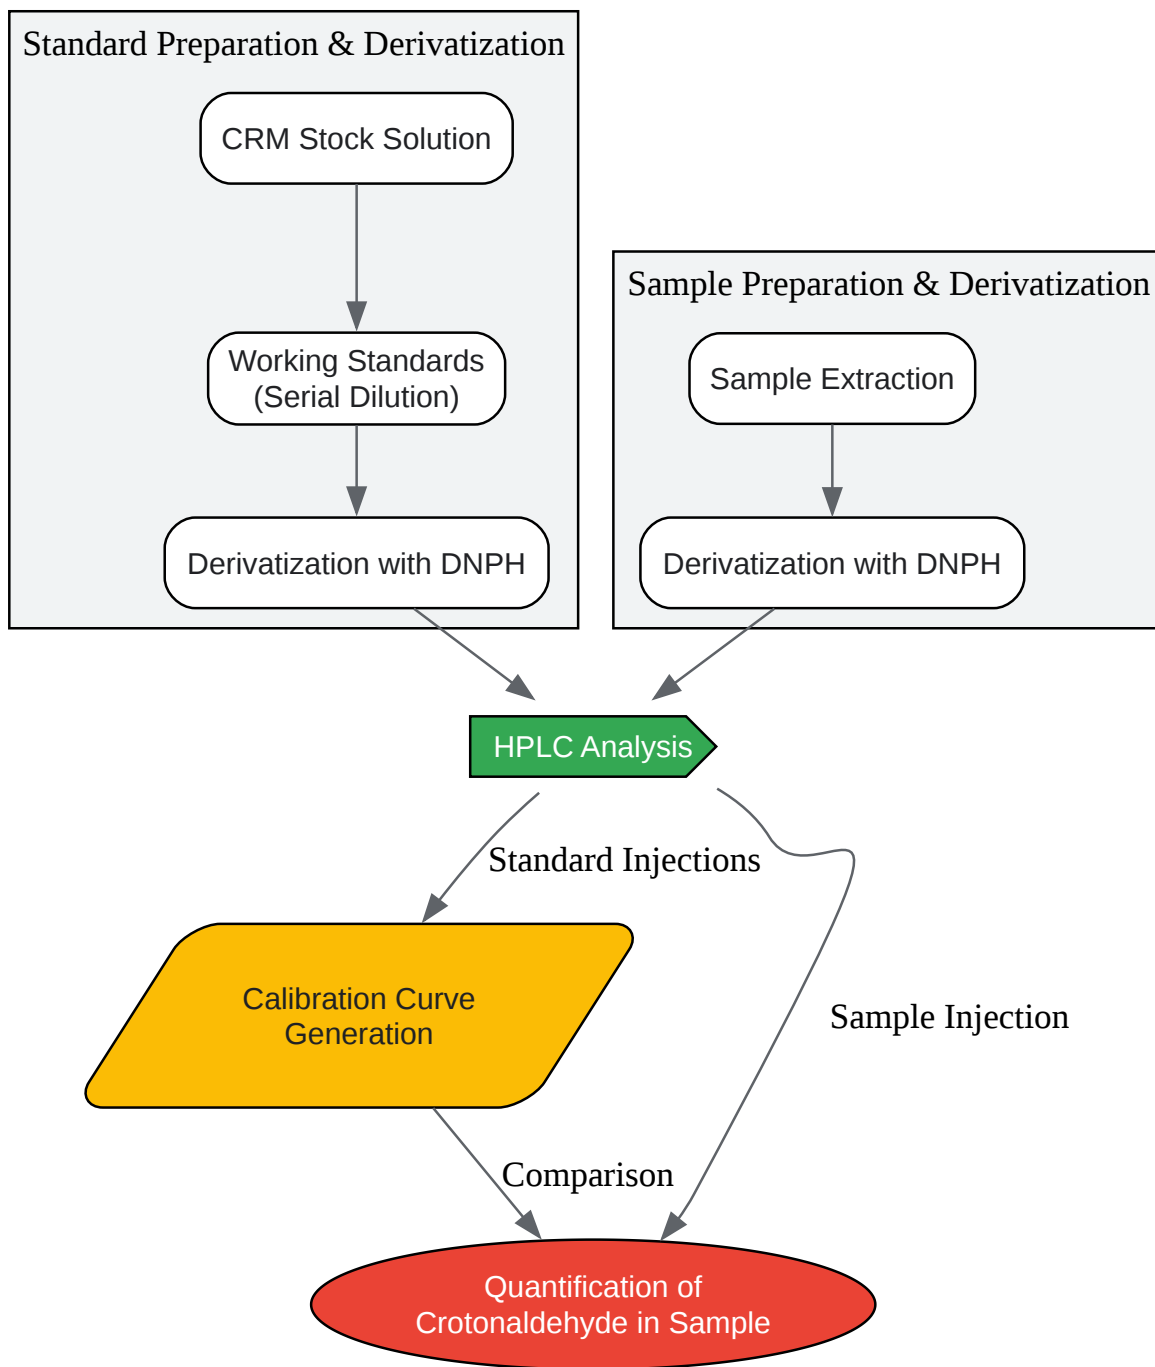 Standard Preparation & Derivatization
CRM Stock Solution
Working Standards
(Serial Dilution)
Derivatization with DNPH
Sample Preparation & Derivatization
Sample Extraction
Derivatization with DNPH
HPLC Analysis
Standard Injections
Calibration Curve
Generation
Sample Injection
Comparison
Quantification of
Crotonaldehyde in Sample